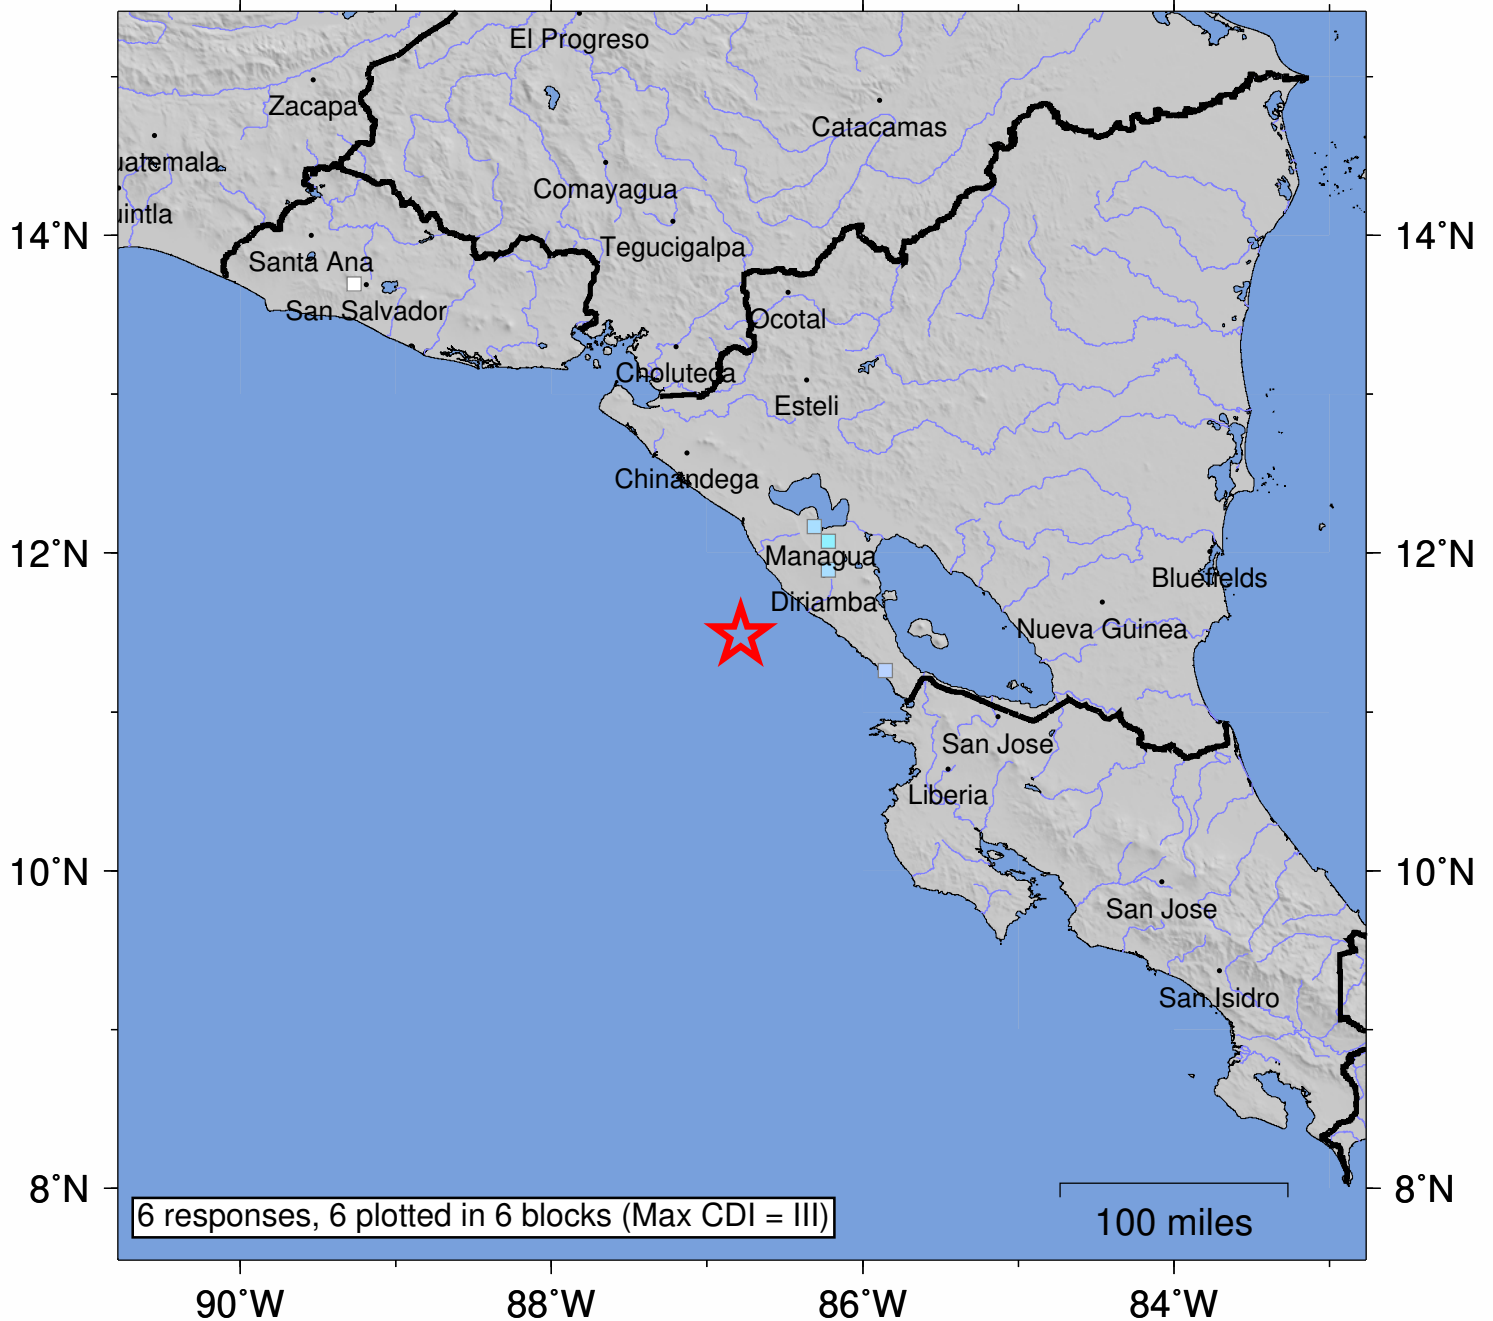 El Progreso
Zacapa
Catacamas
uatemala
Comayagua
uintla
14°N
Tegucigalpa
14°N
Santa Ana
San Salvador
Ocotal
Choluteca
Esteli
Chinandega
12°N
Managua
12°N
Bluefields
Diriamba
Nueva Guinea
San Jose
Liberia
10°N
10°N
San Jose
San Isidro
8°N
8°N
6 responses, 6 plotted in 6 blocks (Max CDI = III)
100 miles
90°W
88°W
86°W
84°W